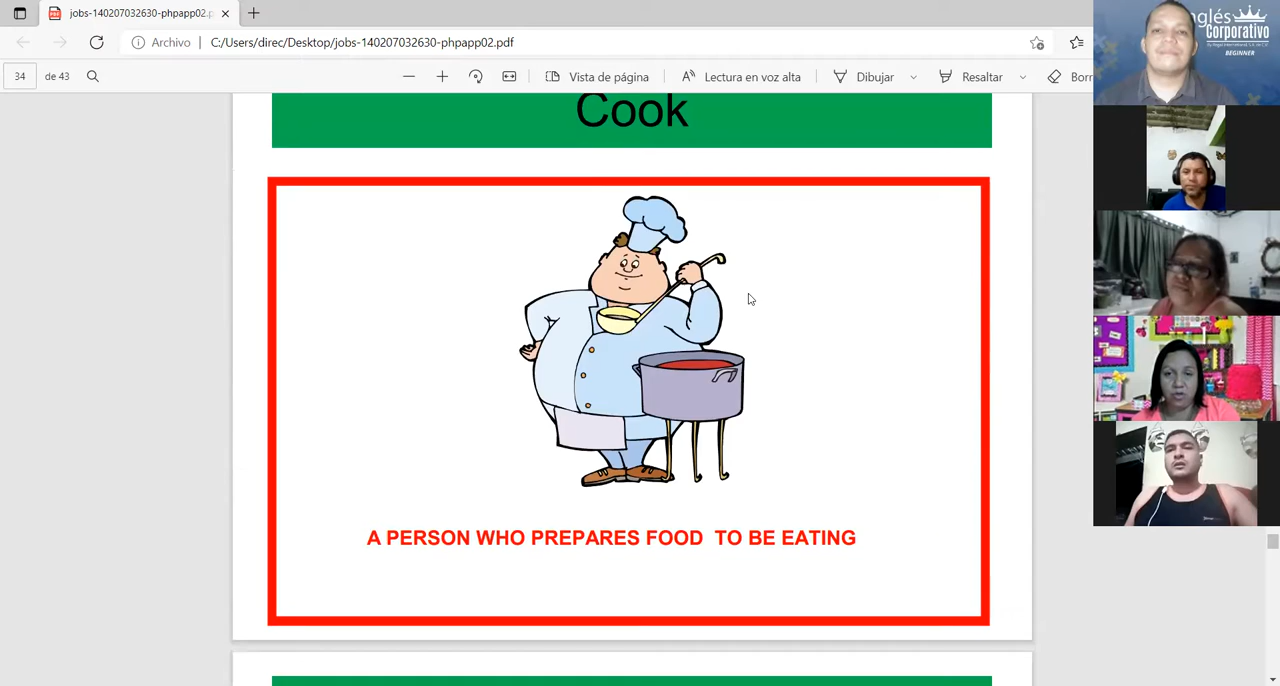 jobs-140207032630-phpapp02.p
Archivo
C:/Users/direc/Desktop/jobs-140207032630-phpapp02.pdf
34
de 43
Vista de página
Lectura en voz alta
Dibujar
Resaltar
Borr
Cook
A PERSON WHO PREPARES FOOD TO BE EATING
nglés
Corporativo
BEGINNER